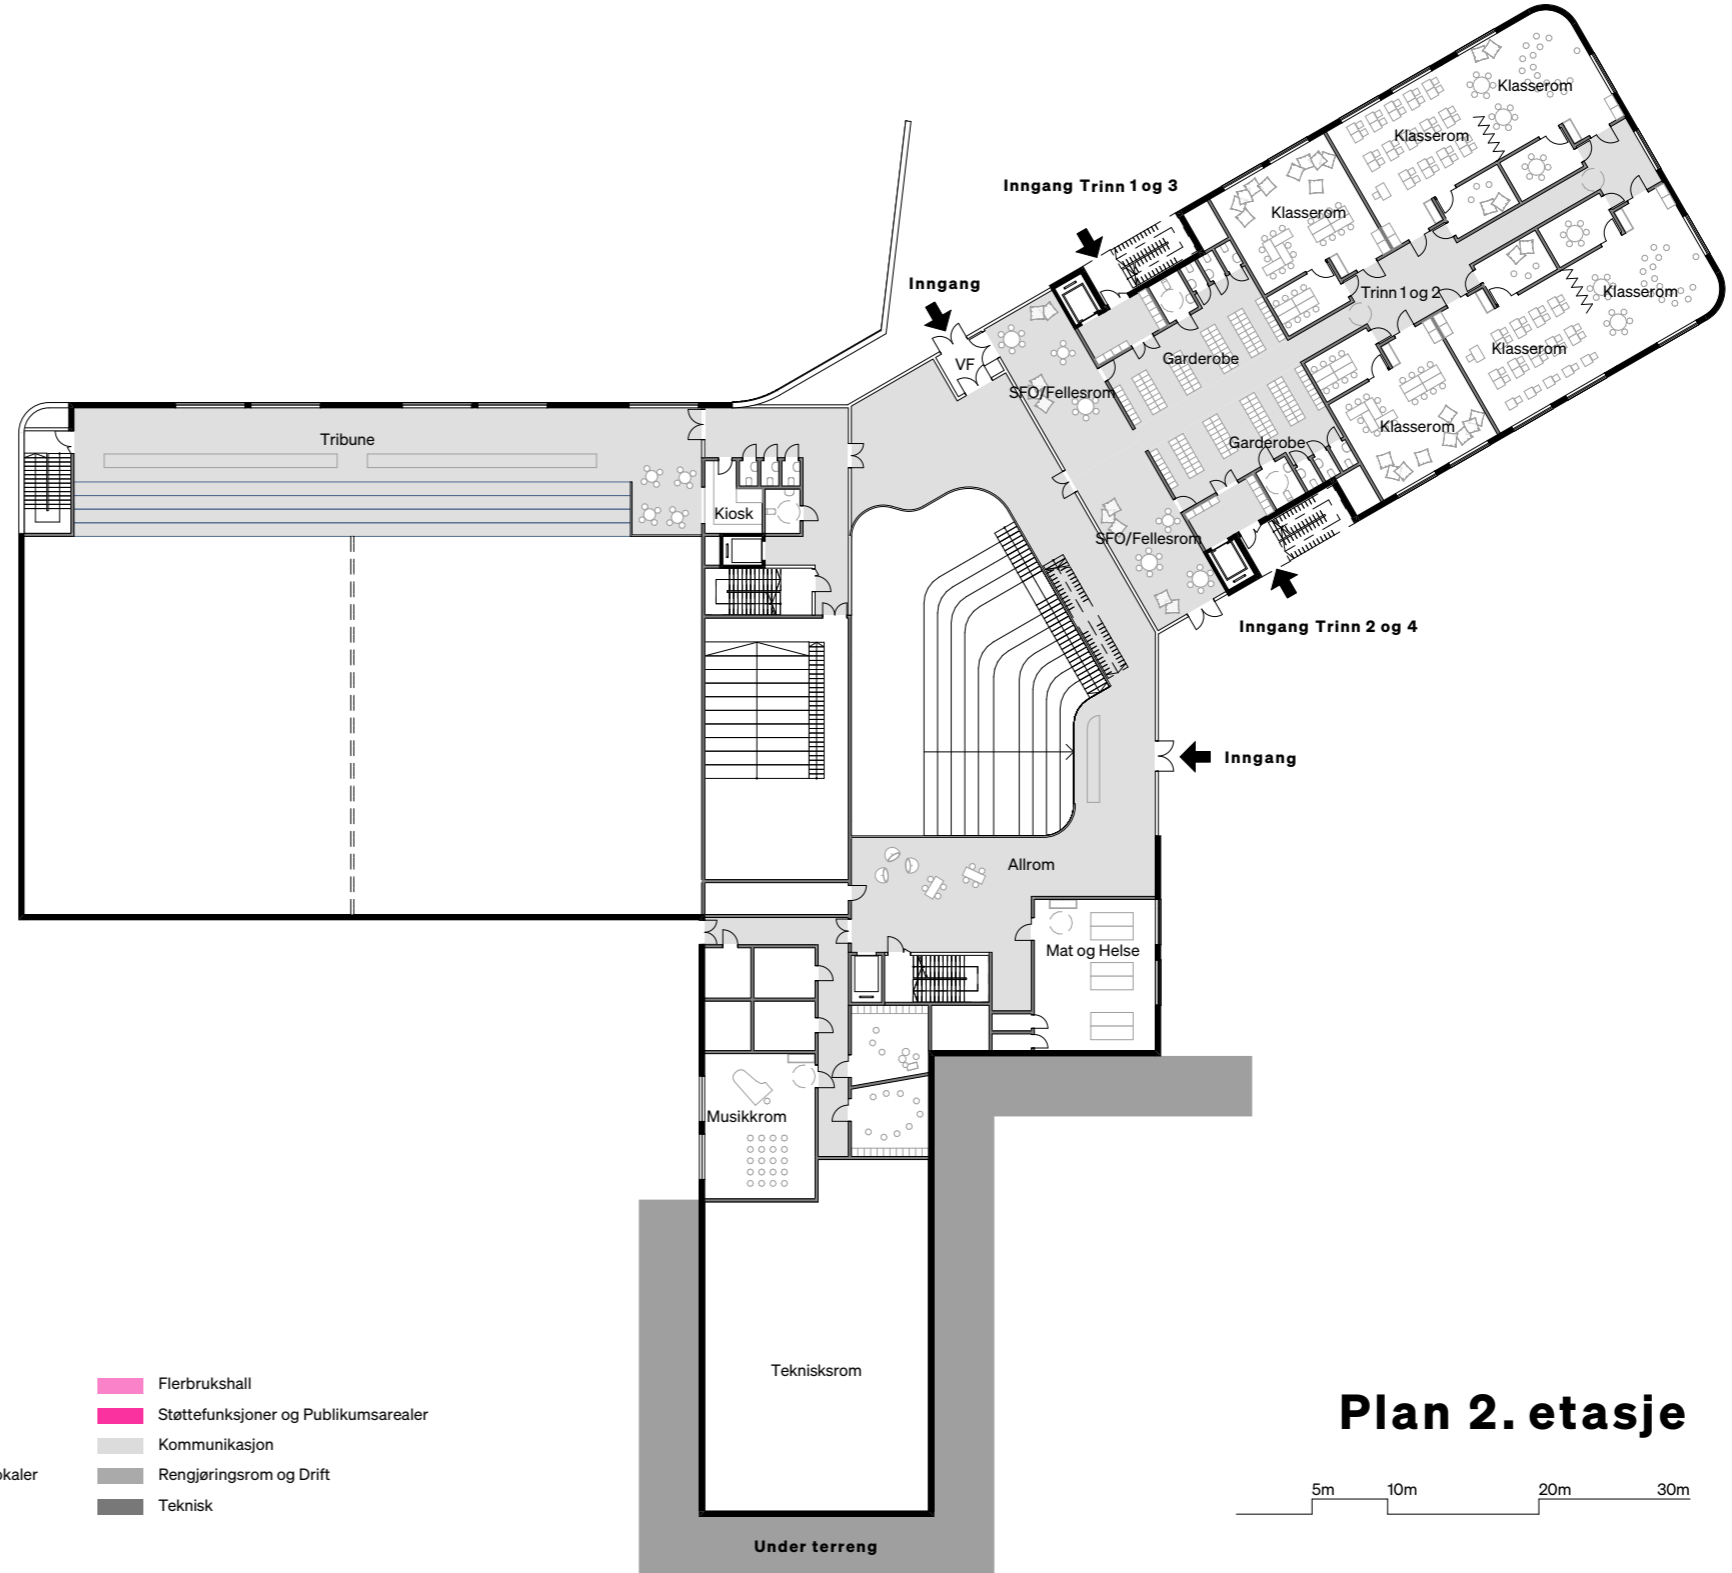 Klasserom
Klasserom
Inngang Trinn 1 og 3
Klasserom
Inngang
Trinn 1 og 2
Klasserom
Klasserom
Garderobe
VF
SFO/Fellesrom
Klasserom
Garderobe
Tribune
Kiosk
SFO/Fellesrom
Inngang Trinn 2 og 4
Inngang
Allrom
Mat og Helse
Musikkrom
Tekniskrom
Flerbrukshall
Støttefunksjoner og Publikumsarealer
Kommunikasjon
okaler
Rengjøringsrom og Drift
Teknisk
Plan 2. etasje
5m 10m 20m 30m
Under terreng